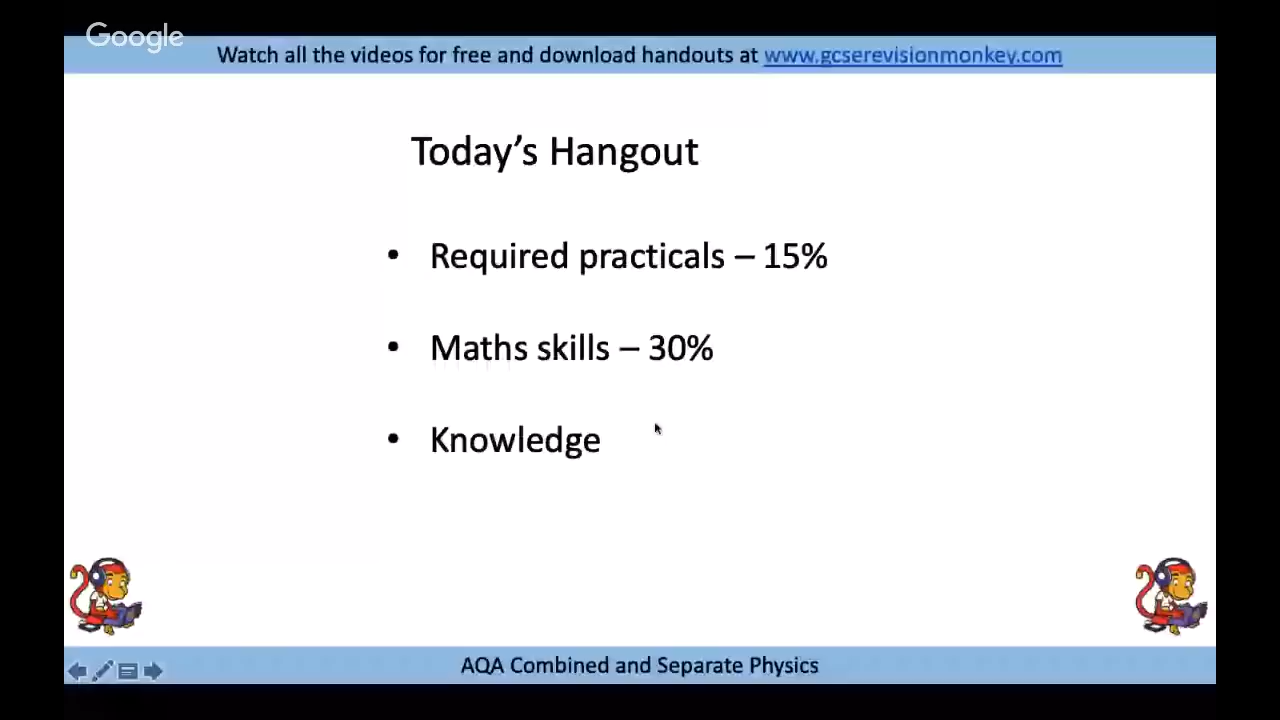 Google
Watch all the videos for free and download handouts at www.gcserevisionmonkey.com
Today's Hangout
• Required practicals – 15%
• Maths skills – 30%
• Knowledge
AQA Combined and Separate Physics